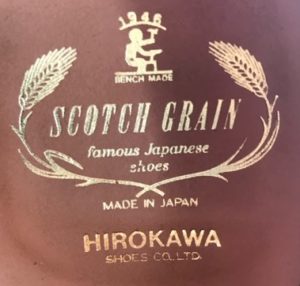 1946
BENCH MADE
SCOTCH GRAIN
famous Japanese
shoes
MADE IN JAPAN
HIROKAWA
SHOES CO.,LTD.